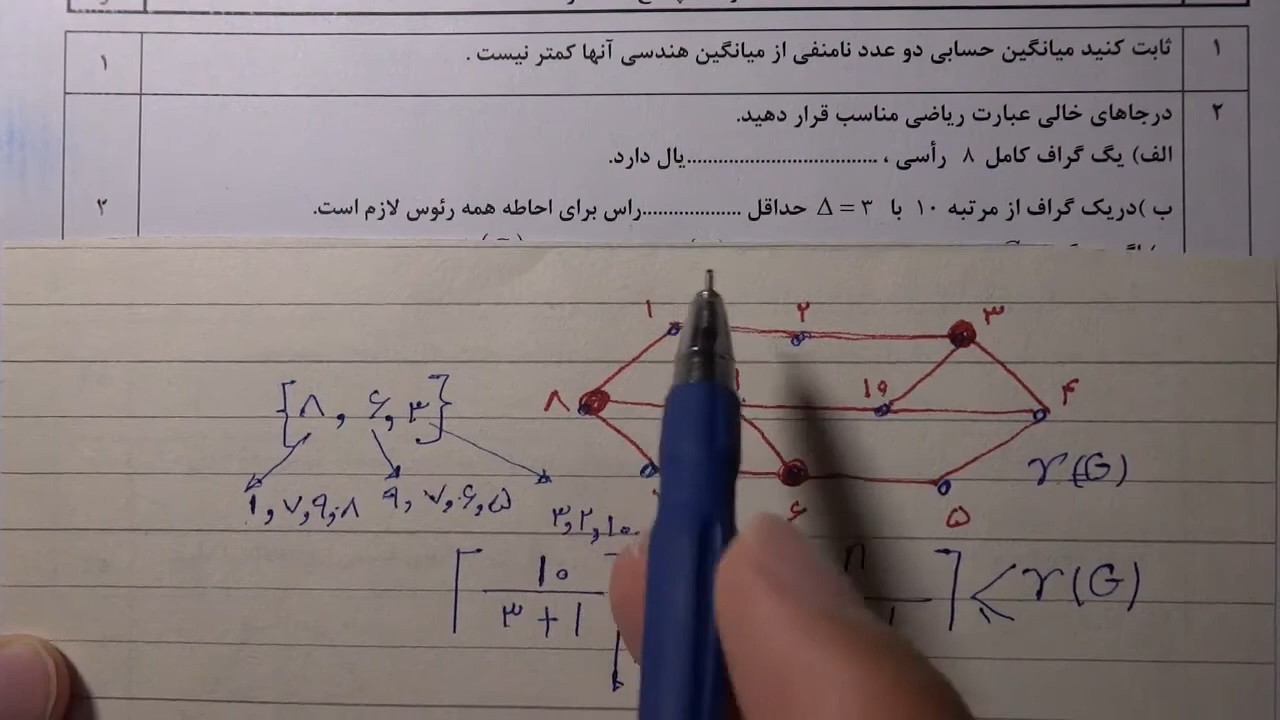 ۱ ثابت کنید میانگین حسابی دو عدد نامنفی از میانگین هندسی آنها کمتر نیست . ۱
۲ درجاهای خالی عبارت ریاضی مناسب قرار دهید.
الف) یگ گراف کامل ۸ رأسی ، ..................................... یال دارد.
ب )دریک گراف از مرتبه ۱۰ با Δ = ۳ حداقل ...................راس برای احاطه همه رئوس لازم است. ۲
۱ ۲ ۳
{۸ , ۶ , ۳} ۸ ۱۰ ۴
۱ , ۷ , ۹ , ۸ ۹ , ۷ , ۶ , ۵ ۳ , ۲ , ۱۰ ۶ ۵ γ(G)
⌈ ۱۰ / ۳ + ۱ n ⌉ ≤ γ(G)